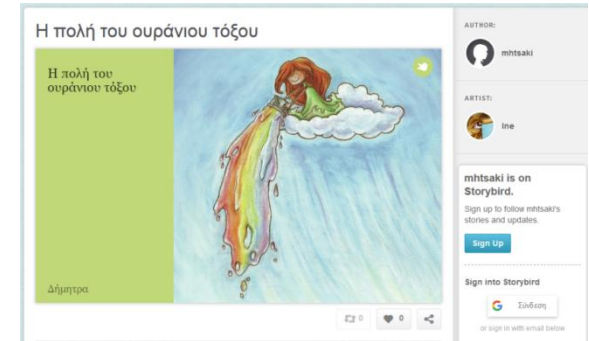 Η πολή του ουράνιου τόξου
Η πολή του
ουράνιου τόξου
Δήμητρα
0
0
AUTHOR:
mhtsaki
ARTIST:
Ine
mhtsaki is on
Storybird.
Sign up to follow mhtsaki's
stories and updates.
Sign Up
Sign into Storybird
Σύνδεση
or sign in with email below